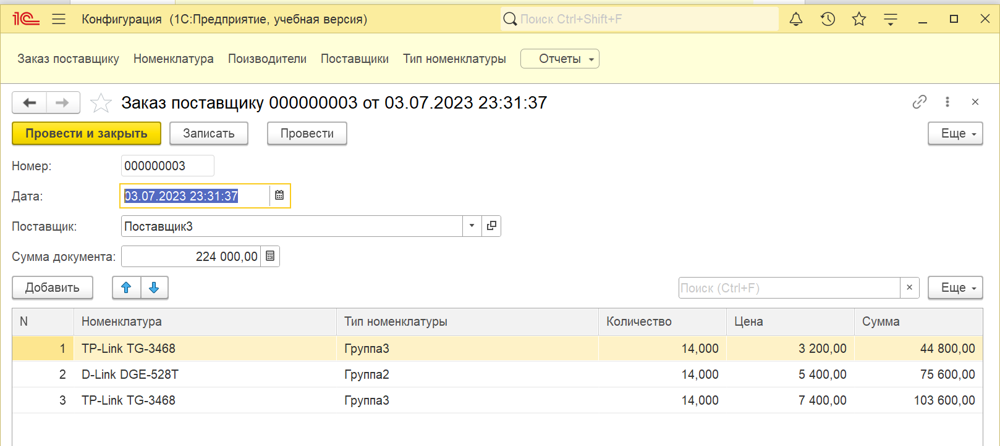 1С Конфигурация (1С:Предприятие, учебная версия) Поиск Ctrl+Shift+F
Заказ поставщику Номенклатура Поизводители Поставщики Тип номенклатуры Отчеты
Заказ поставщику 000000003 от 03.07.2023 23:31:37
Провести и закрыть Записать Провести Еще
Номер: 000000003
Дата: 03.07.2023 23:31:37
Поставщик: Поставщик3
Сумма документа: 224 000,00
Добавить Поиск (Ctrl+F) × Еще
N Номенклатура Тип номенклатуры Количество Цена Сумма
1 TP-Link TG-3468 Группа3 14,000 3 200,00 44 800,00
2 D-Link DGE-528T Группа2 14,000 5 400,00 75 600,00
3 TP-Link TG-3468 Группа3 14,000 7 400,00 103 600,00